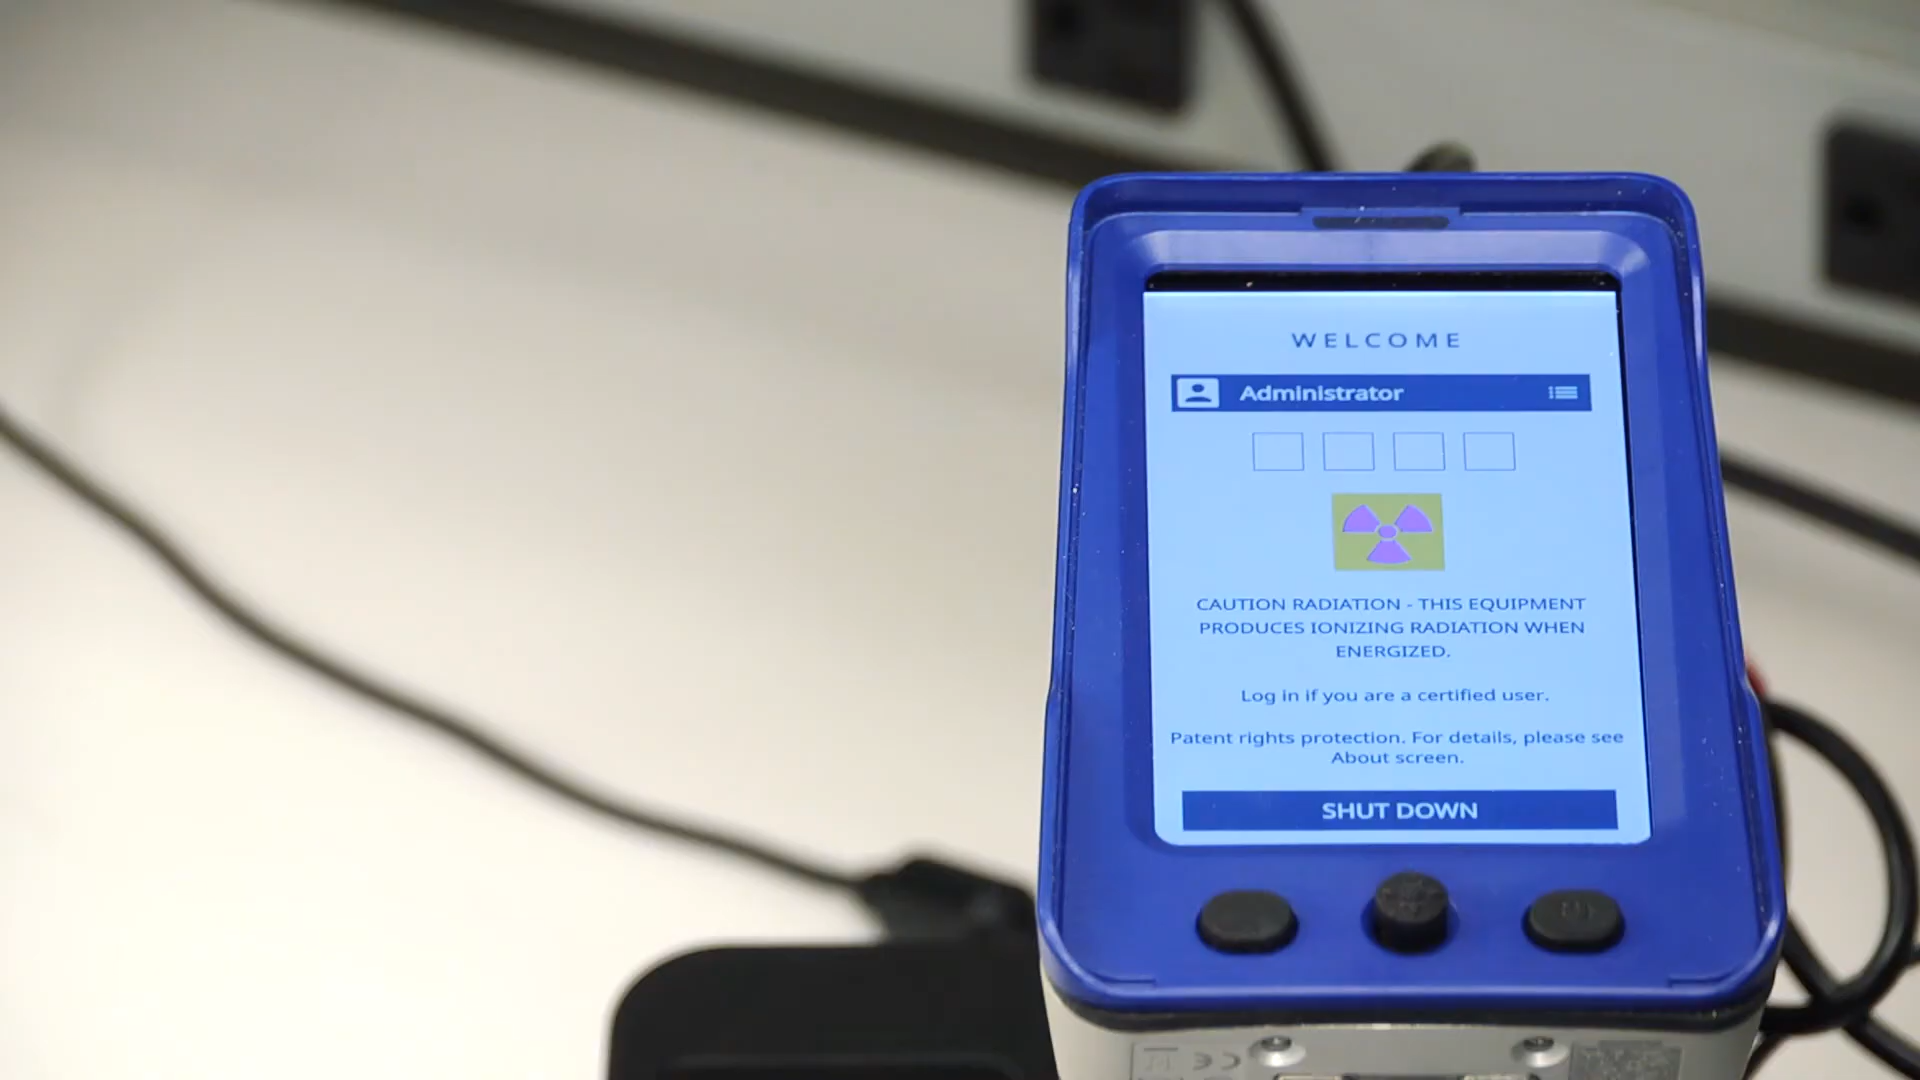 WELCOME
Administrator
CAUTION RADIATION - THIS EQUIPMENT
PRODUCES IONIZING RADIATION WHEN
ENERGIZED.
Log in if you are a certified user.
Patent rights protection. For details, please see
About screen.
SHUT DOWN
CE